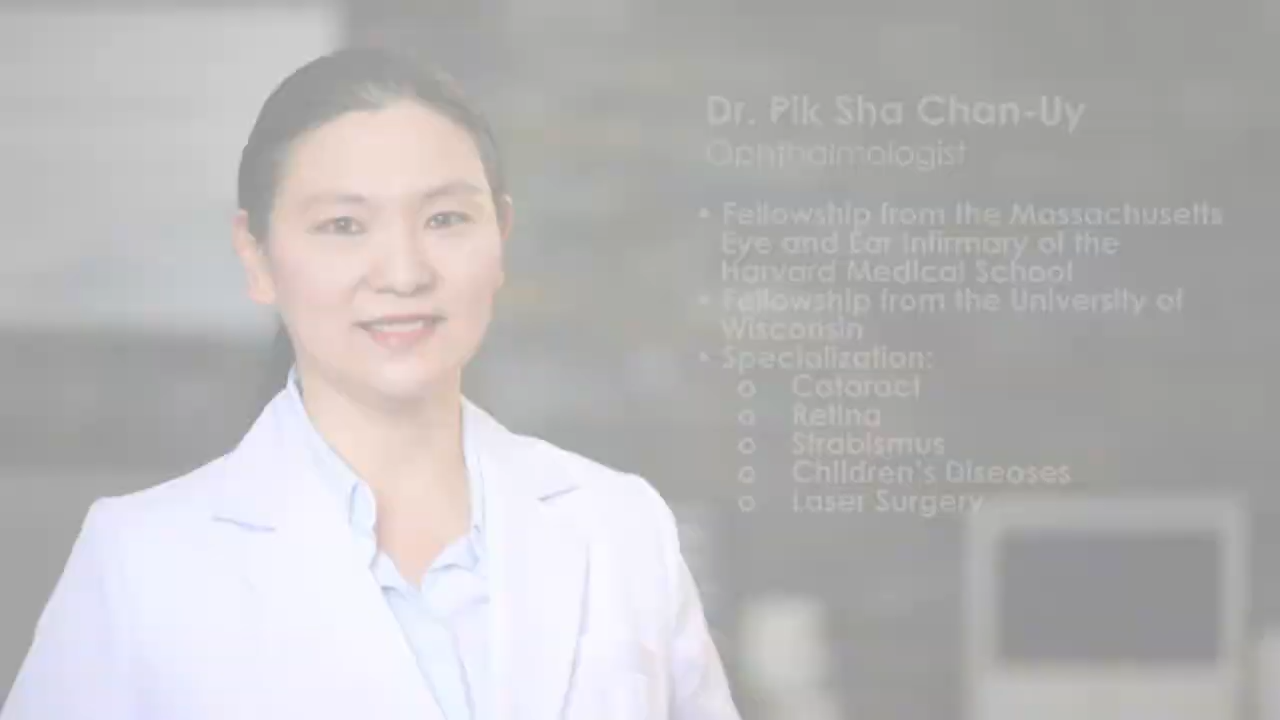 Dr. Pik Sha Chan-Uy
Ophthalmologist
• Fellowship from the Massachusetts
Eye and Ear Infirmary of the
Harvard Medical School
• Fellowship from the University of
Wisconsin
• Specialization:
o Cataract
o Retina
o Strabismus
o Children's Diseases
o Laser Surgery